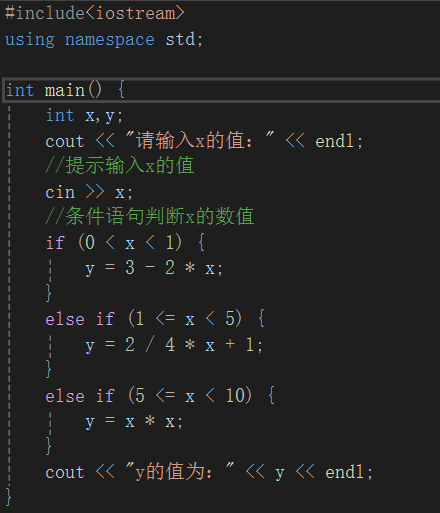 #include<iostream>
using namespace std;
int main() {
int x,y;
cout << "请输入x的值：" << endl;
//提示输入x的值
cin >> x;
//条件语句判断x的数值
if (0 < x < 1) {
y = 3 - 2 * x;
}
else if (1 <= x < 5) {
y = 2 / 4 * x + 1;
}
else if (5 <= x < 10) {
y = x * x;
}
cout << "y的值为：" << y << endl;
}